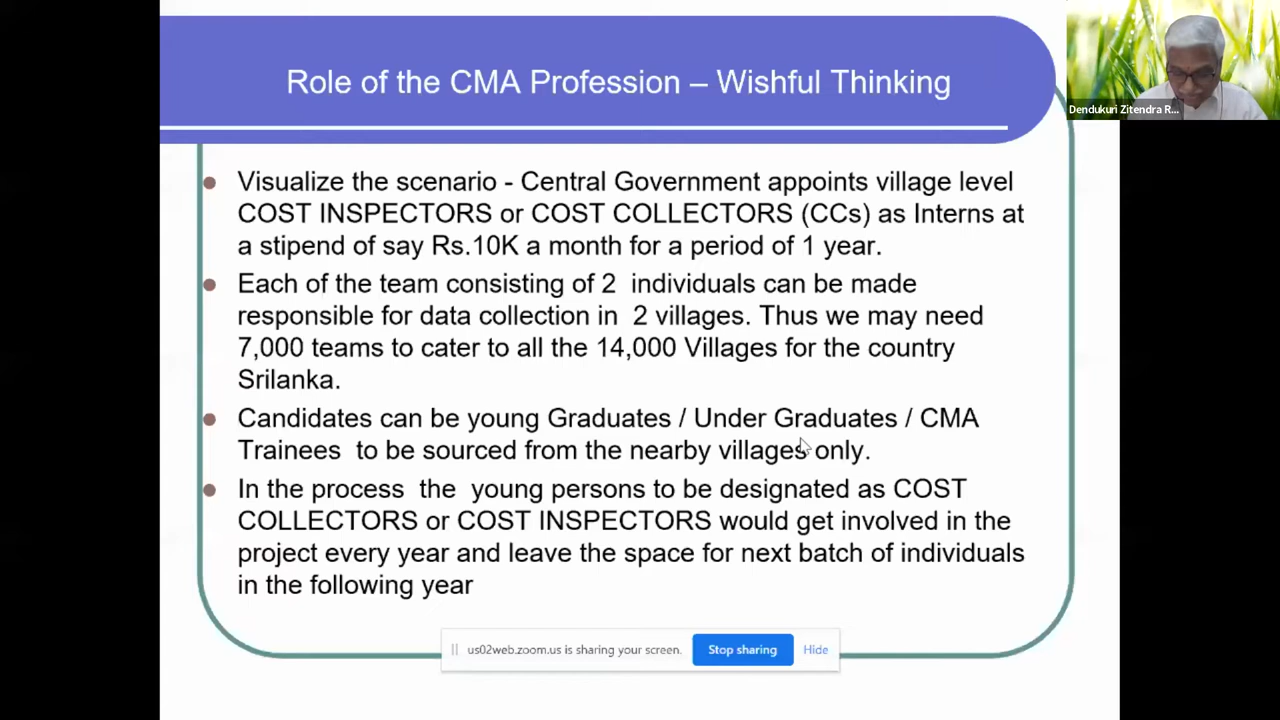 Role of the CMA Profession – Wishful Thinking
Dendukuri Zitendra R...
Visualize the scenario - Central Government appoints village level
COST INSPECTORS or COST COLLECTORS (CCs) as Interns at
a stipend of say Rs.10K a month for a period of 1 year.
Each of the team consisting of 2 individuals can be made
responsible for data collection in 2 villages. Thus we may need
7,000 teams to cater to all the 14,000 Villages for the country
Srilanka.
Candidates can be young Graduates / Under Graduates / CMA
Trainees to be sourced from the nearby villages only.
In the process the young persons to be designated as COST
COLLECTORS or COST INSPECTORS would get involved in the
project every year and leave the space for next batch of individuals
in the following year
us02web.zoom.us is sharing your screen. Stop sharing Hide